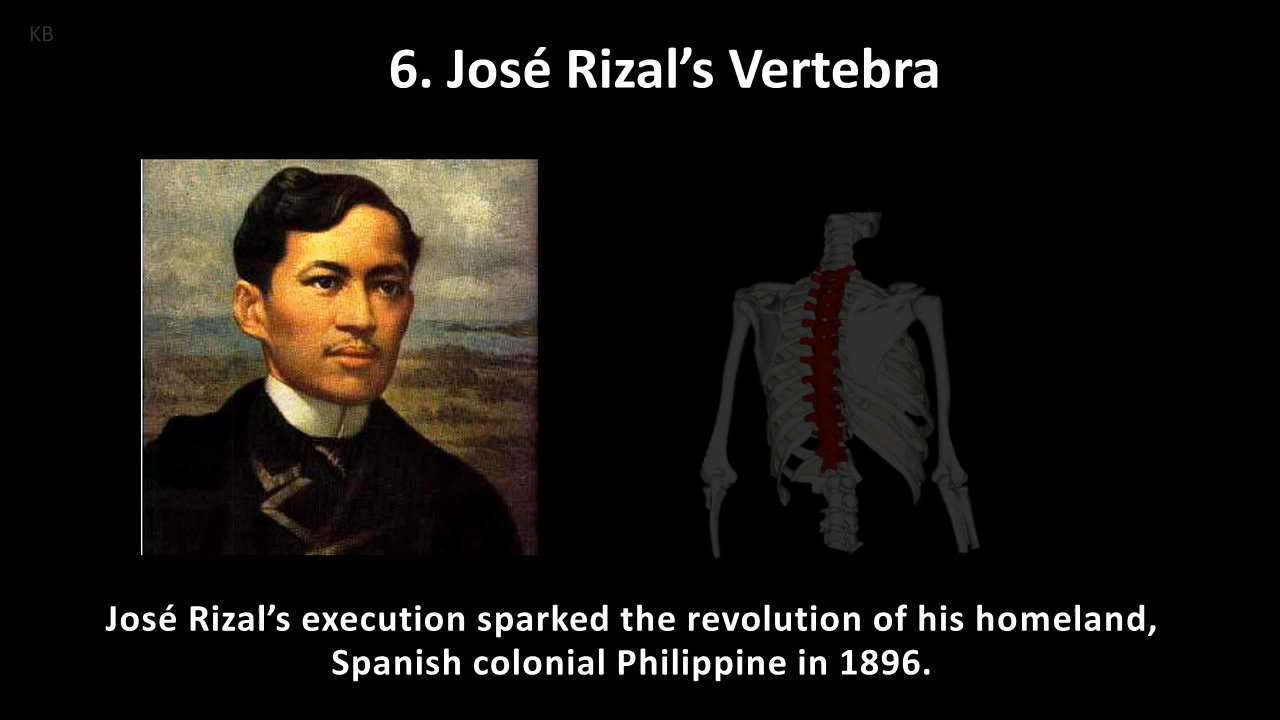 KB
6. José Rizal’s Vertebra
José Rizal’s execution sparked the revolution of his homeland,
Spanish colonial Philippine in 1896.